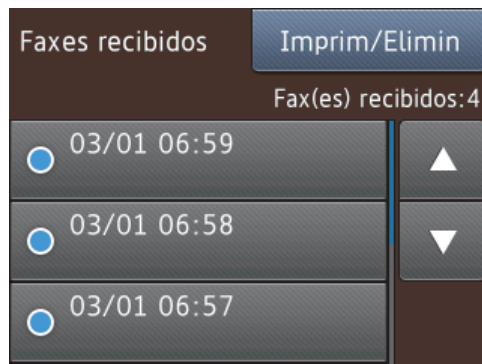 Faxes recibidos
Imprim/Elimin
Fax(es) recibidos:4
03/01 06:59
03/01 06:58
03/01 06:57